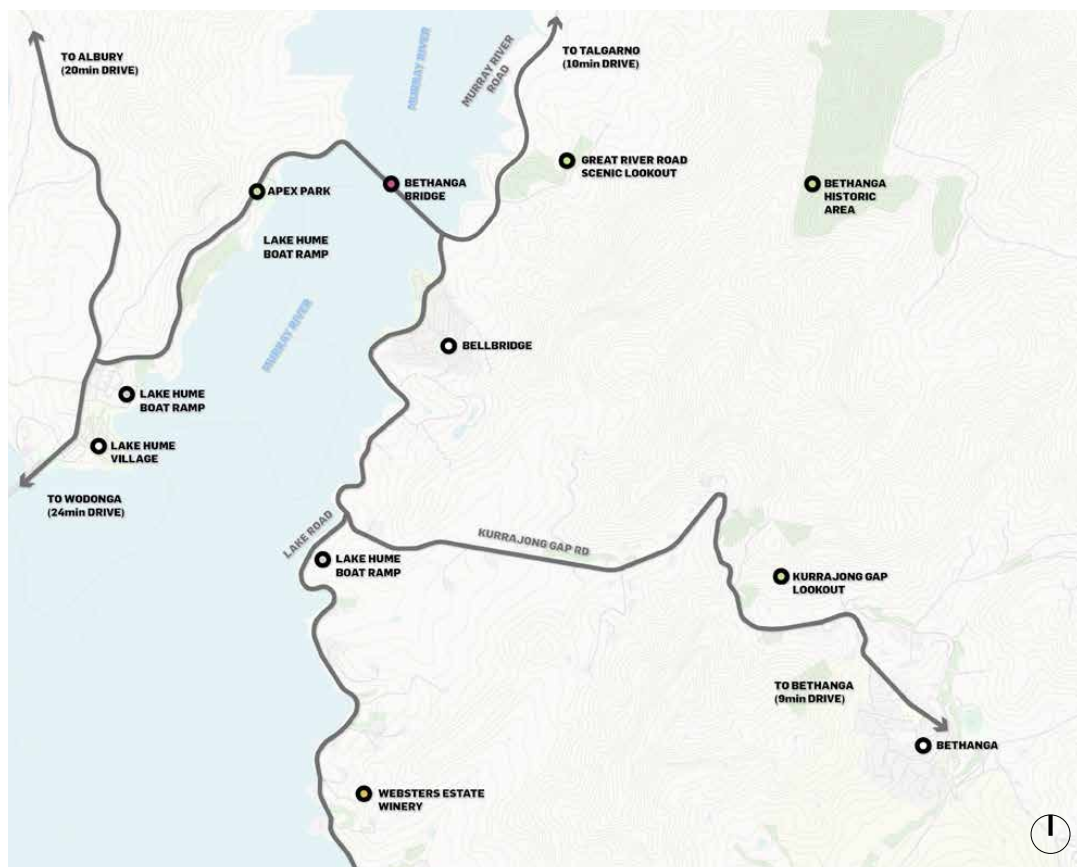 TO ALBURY
(20min DRIVE)
MURRAY RIVER
MURRAY RIVER
ROAD
TO TALGARNO
(10min DRIVE)
GREAT RIVER ROAD
SCENIC LOOKOUT
APEX PARK
BETHANGA
BRIDGE
BETHANGA
HISTORIC
AREA
LAKE HUME
BOAT RAMP
MURRAY RIVER
BELLBRIDGE
LAKE HUME
BOAT RAMP
LAKE HUME
VILLAGE
TO WODONGA
(24min DRIVE)
LAKE ROAD
KURRAJONG GAP RD
LAKE HUME
BOAT RAMP
KURRAJONG GAP
LOOKOUT
TO BETHANGA
(9min DRIVE)
BETHANGA
WEBSTERS ESTATE
WINERY